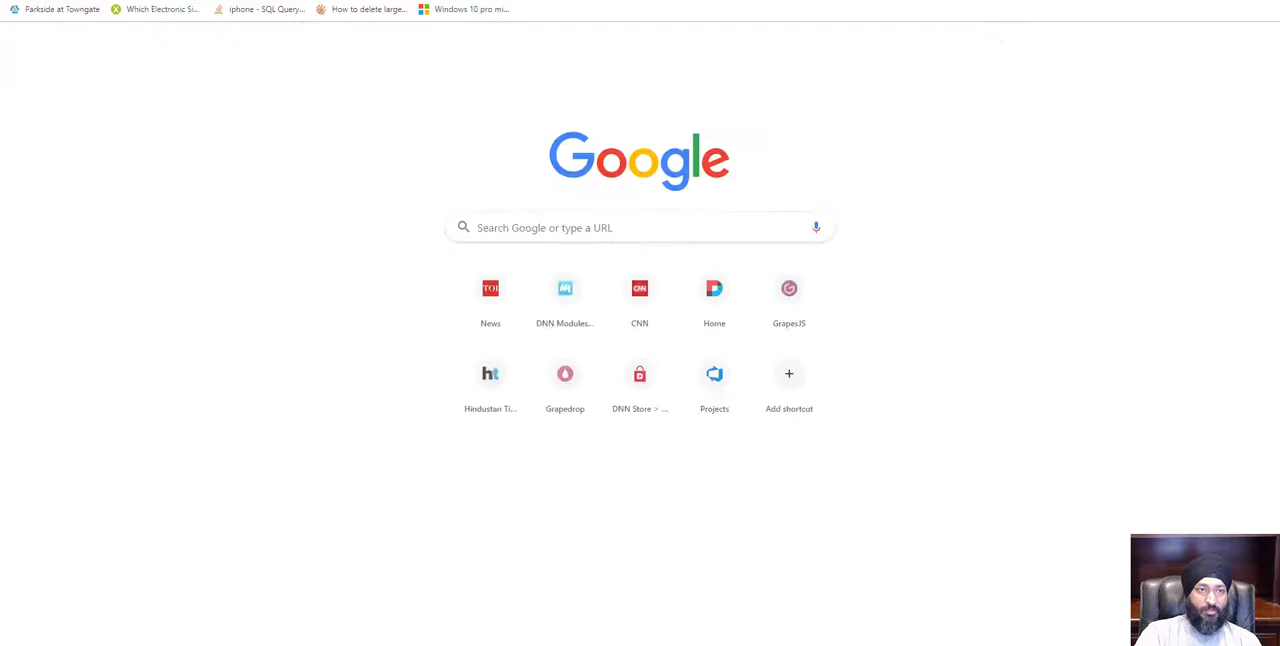 Parkside at Towngate
Which Electronic Si...
iphone - SQL Query...
How to delete large...
Windows 10 pro mi...
Google
Search Google or type a URL
TOI
CNN
News
DNN Modules...
CNN
Home
GrapesJS
ht
Hindustan Ti...
Grapedrop
DNN Store > ...
Projects
Add shortcut